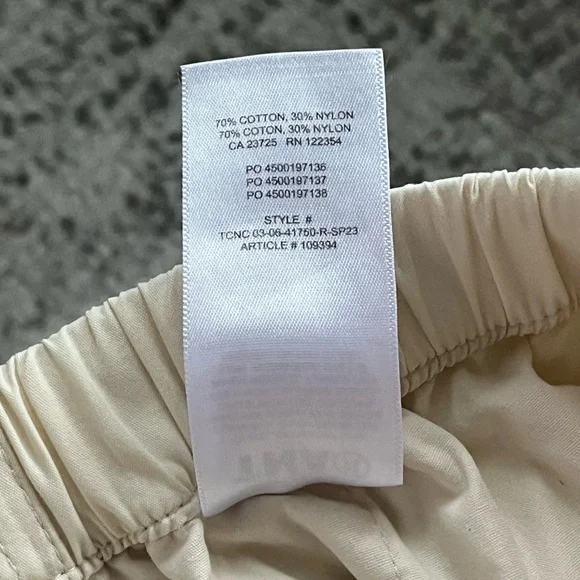 70% COTTON, 30% NYLON
70% COTON, 30% NYLON
CA 23725 RN 122354
PO 4500197136
PO 4500197137
PO 4500197138
STYLE #
TCNC 03-06-41750-R-SP23
ARTICLE # 109394